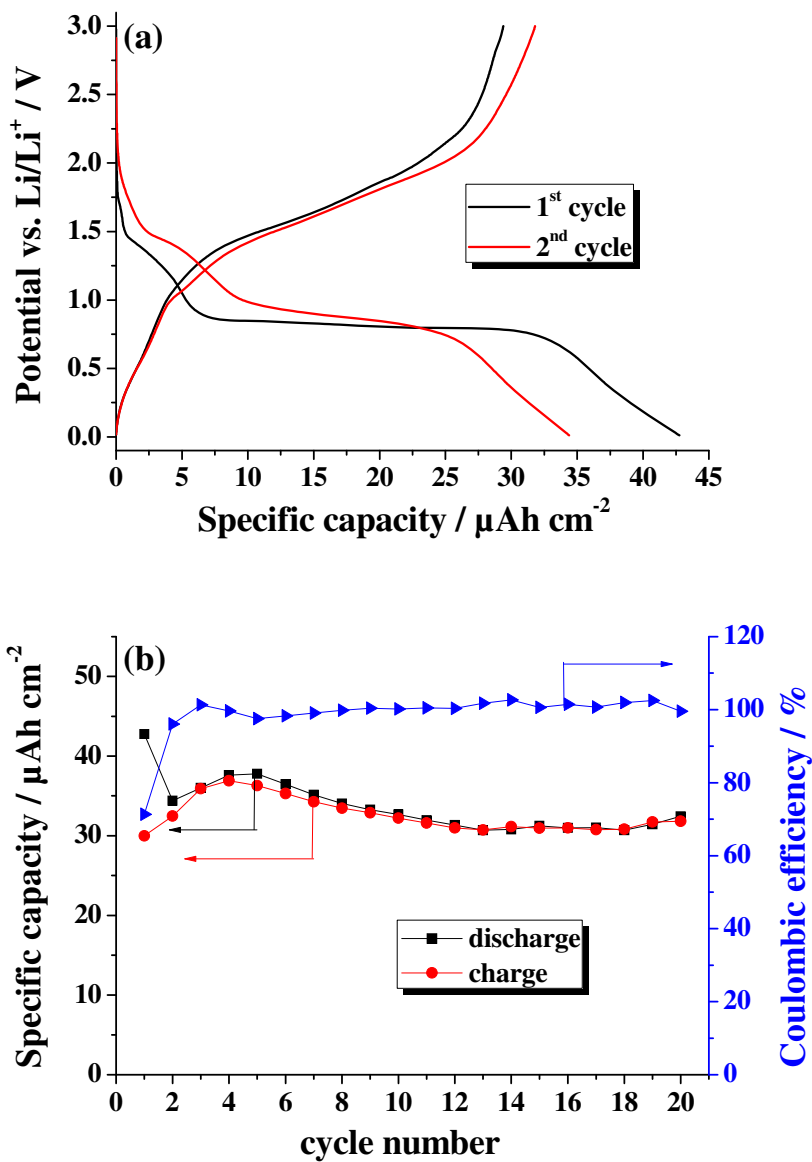 (a)
3.0
2.5
2.0
1.5
1.0
0.5
0.0
Potential vs. Li/Li⁺ / V
1ˢᵗ cycle
2ⁿᵈ cycle
0 5 10 15 20 25 30 35 40 45
Specific capacity / µAh cm⁻²
(b)
50
40
30
20
10
0
Specific capacity / µAh cm⁻²
discharge
charge
120
100
80
60
40
20
0
Coulombic efficiency / %
0 2 4 6 8 10 12 14 16 18 20
cycle number